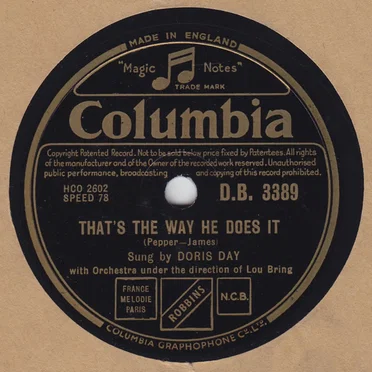 MADE IN ENGLAND
"Magic Notes"
TRADE MARK
Columbia
Copyright Patented Record. Not to be sold below price fixed by Patentees. All rights
of the manufacturer and of the Owner of the recorded work reserved. Unauthorised
public performance, broadcasting and copying of this record prohibited.
HCO 2602
SPEED 78
D.B. 3389
THAT'S THE WAY HE DOES IT
(Pepper-James)
Sung by DORIS DAY
with Orchestra under the direction of Lou Bring
FRANCE
MELODIE
PARIS
ROBBINS
N.C.B.
COLUMBIA GRAPHOPHONE Co. Ltd.